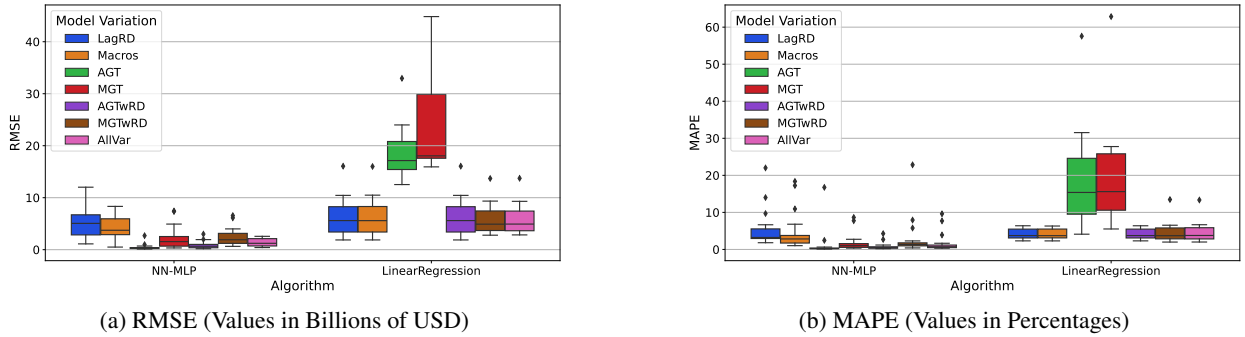 Model Variation
LagRD
Macros
AGT
MGT
AGTwRD
MGTwRD
AllVar
40
30
20
10
0
RMSE
NN-MLP
LinearRegression
Algorithm
(a) RMSE (Values in Billions of USD)
Model Variation
LagRD
Macros
AGT
MGT
AGTwRD
MGTwRD
AllVar
60
50
40
30
20
10
0
MAPE
NN-MLP
LinearRegression
Algorithm
(b) MAPE (Values in Percentages)